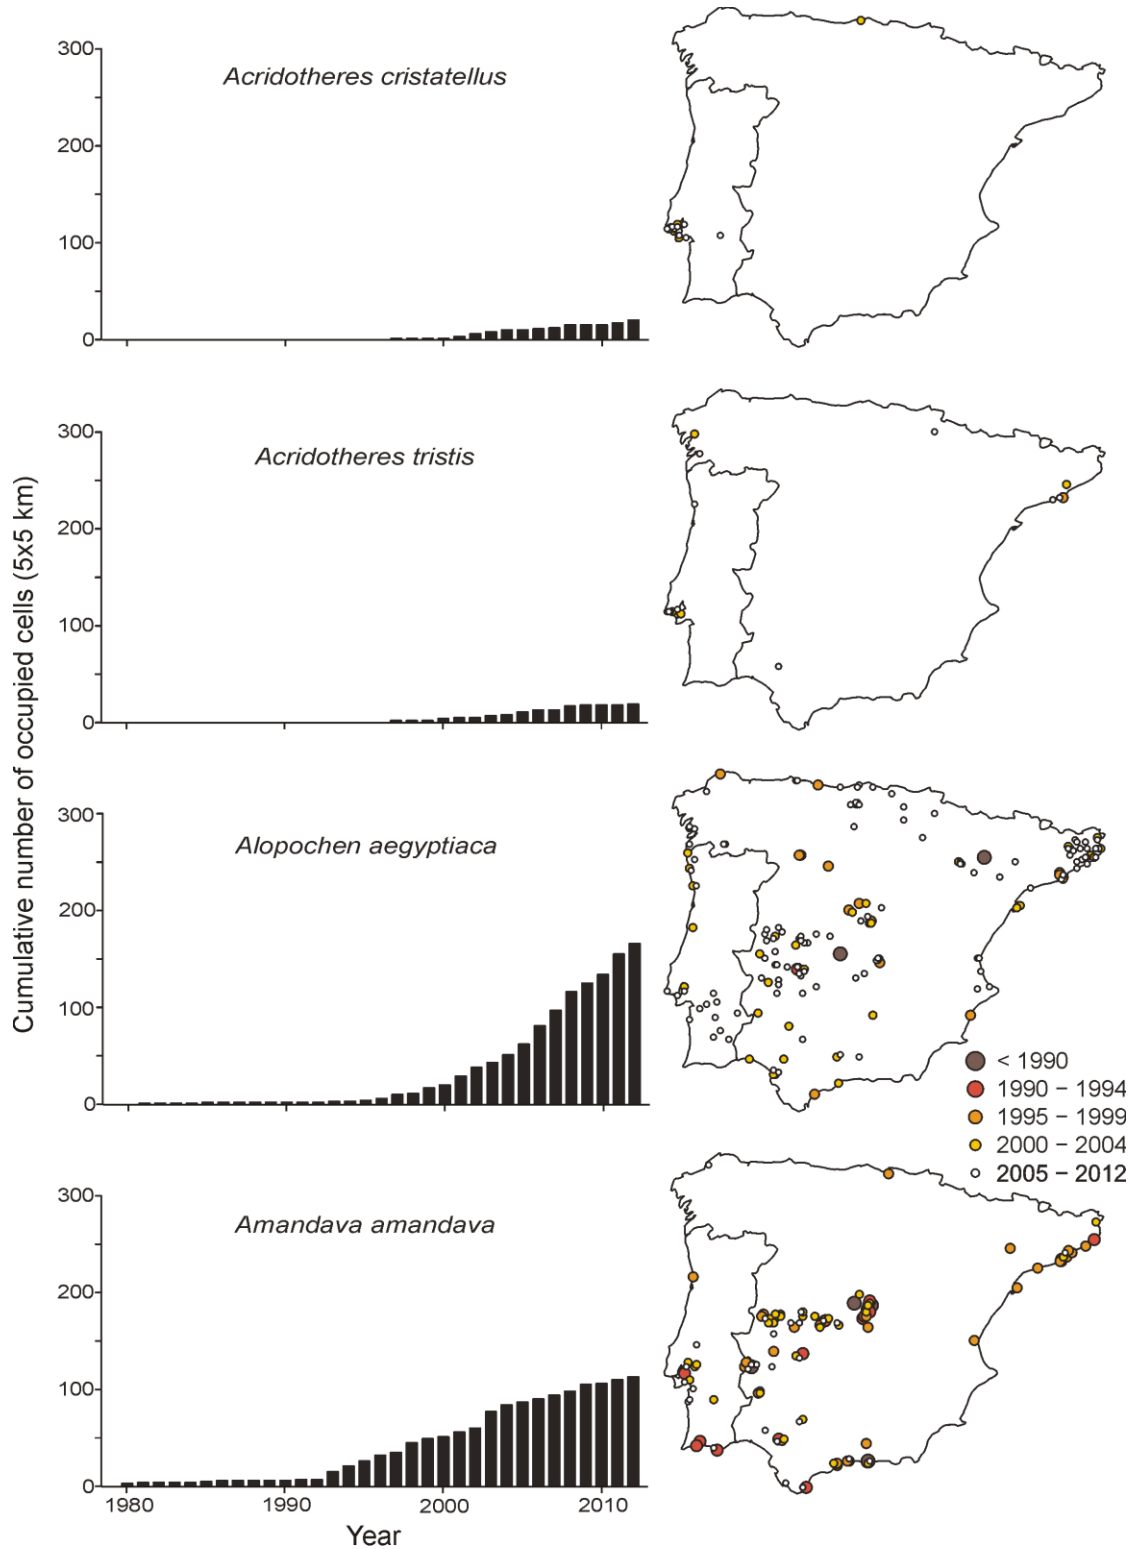 Cumulative number of occupied cells (5x5 km)
300
200
100
0
Acridotheres cristatellus
300
200
100
0
Acridotheres tristis
300
200
100
0
Alopochen aegyptiaca
< 1990
1990 – 1994
1995 – 1999
2000 – 2004
2005 – 2012
300
200
100
0
Amandava amandava
1980
1990
2000
2010
Year